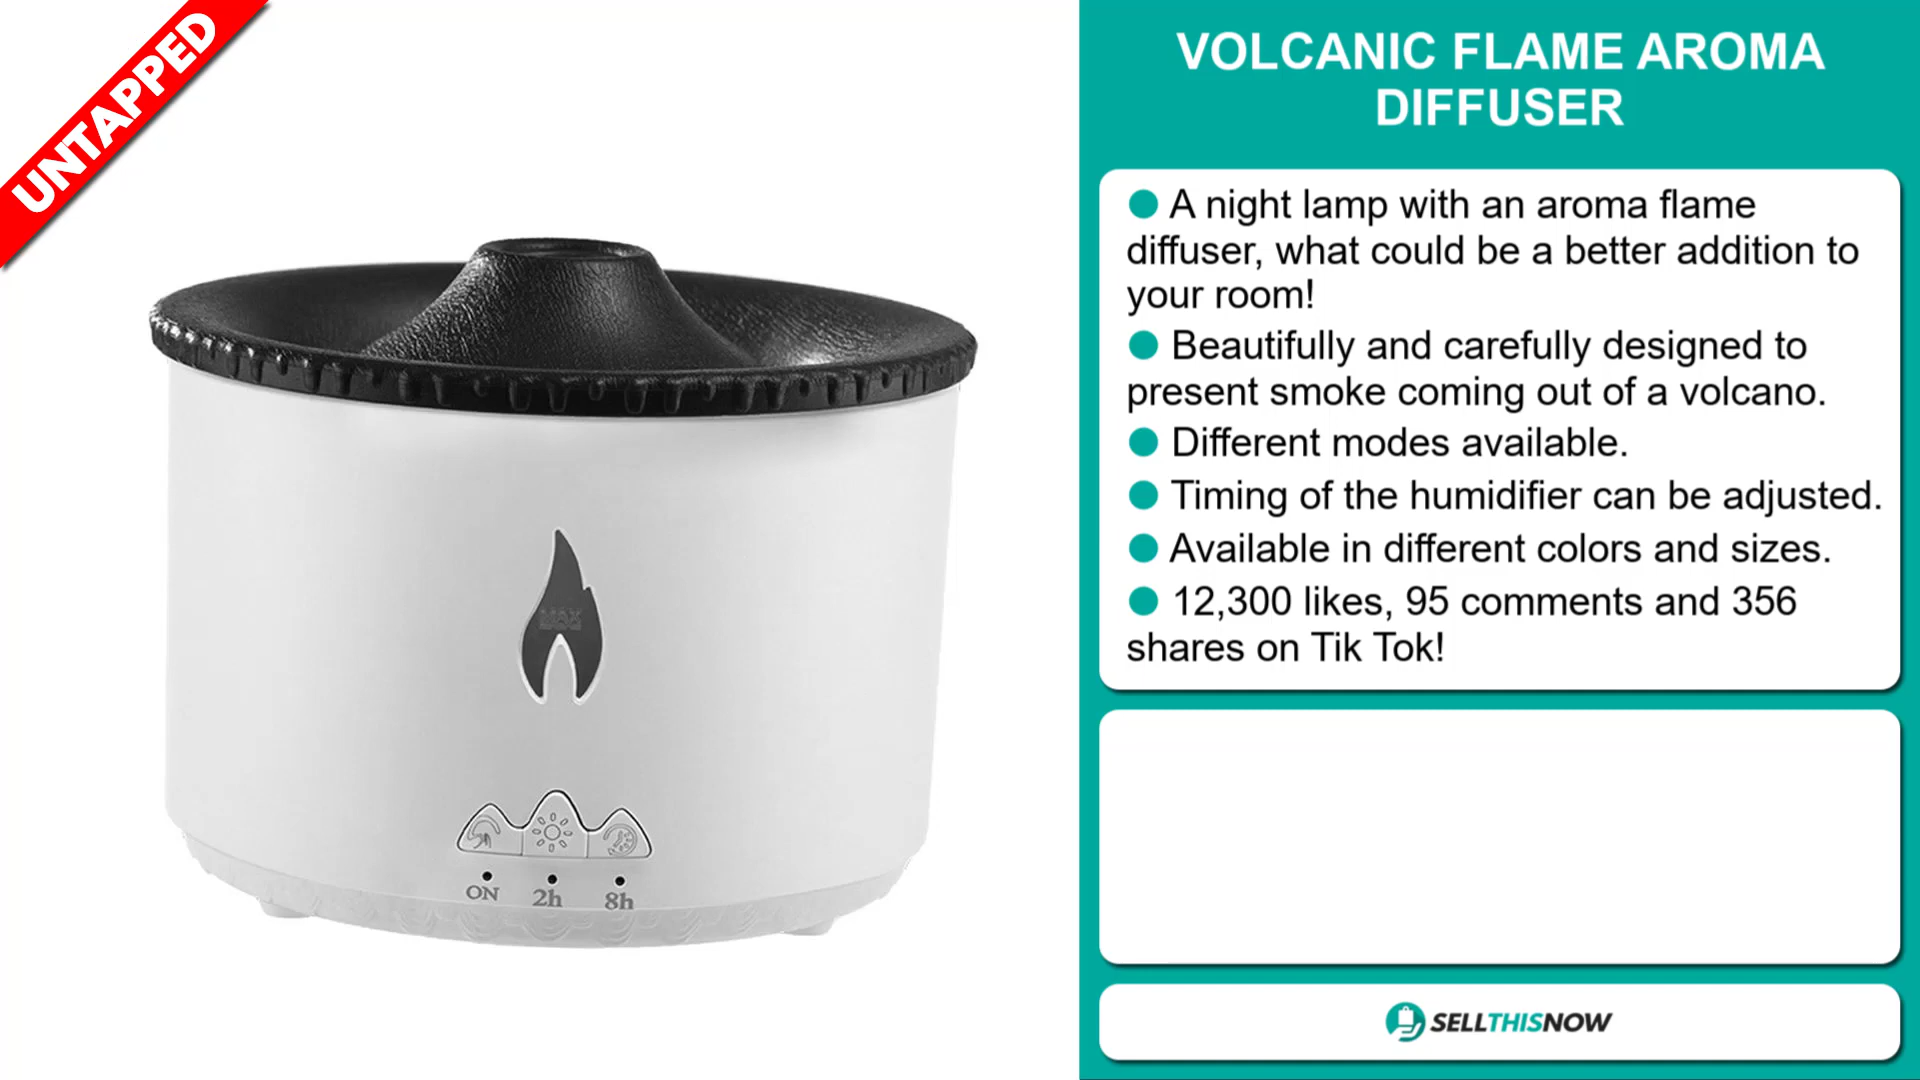 UNTAPPED
VOLCANIC FLAME AROMA
DIFFUSER
A night lamp with an aroma flame
diffuser, what could be a better addition to
your room!
Beautifully and carefully designed to
present smoke coming out of a volcano.
Different modes available.
Timing of the humidifier can be adjusted.
Available in different colors and sizes.
12,300 likes, 95 comments and 356
shares on Tik Tok!
ON 2h 8h
SELLTHISNOW